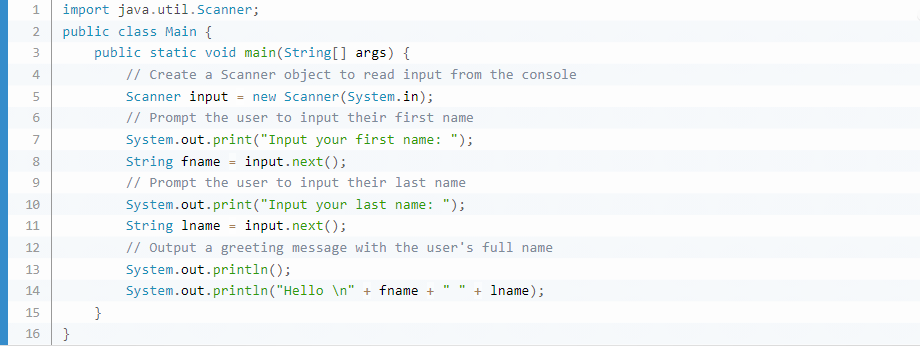 1 import java.util.Scanner;
2 public class Main {
3     public static void main(String[] args) {
4         // Create a Scanner object to read input from the console
5         Scanner input = new Scanner(System.in);
6         // Prompt the user to input their first name
7         System.out.print("Input your first name: ");
8         String fname = input.next();
9         // Prompt the user to input their last name
10         System.out.print("Input your last name: ");
11         String lname = input.next();
12         // Output a greeting message with the user's full name
13         System.out.println();
14         System.out.println("Hello \n" + fname + " " + lname);
15     }
16 }